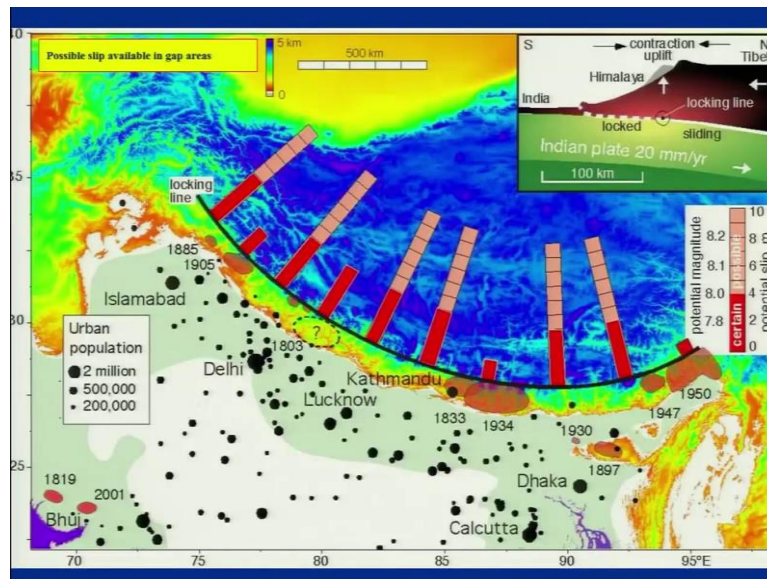 Possible slip available in gap areas
5 km
0
500 km
S
contraction
uplift
N
Himalaya
India
locking line
locked
sliding
Indian plate 20 mm/yr
100 km
locking
line
1885
1905
Islamabad
Urban
population
2 million
500,000
200,000
1803
?
Delhi
Lucknow
Kathmandu
1833
1934
1930
1897
1947
1950
Dhaka
Calcutta
1819
2001
Bhuj
potential magnitude
8.2
8.1
8.0
7.8
certain
possible
10
8
6
4
2
0
35
30
25
70
75
80
85
90
95ºE